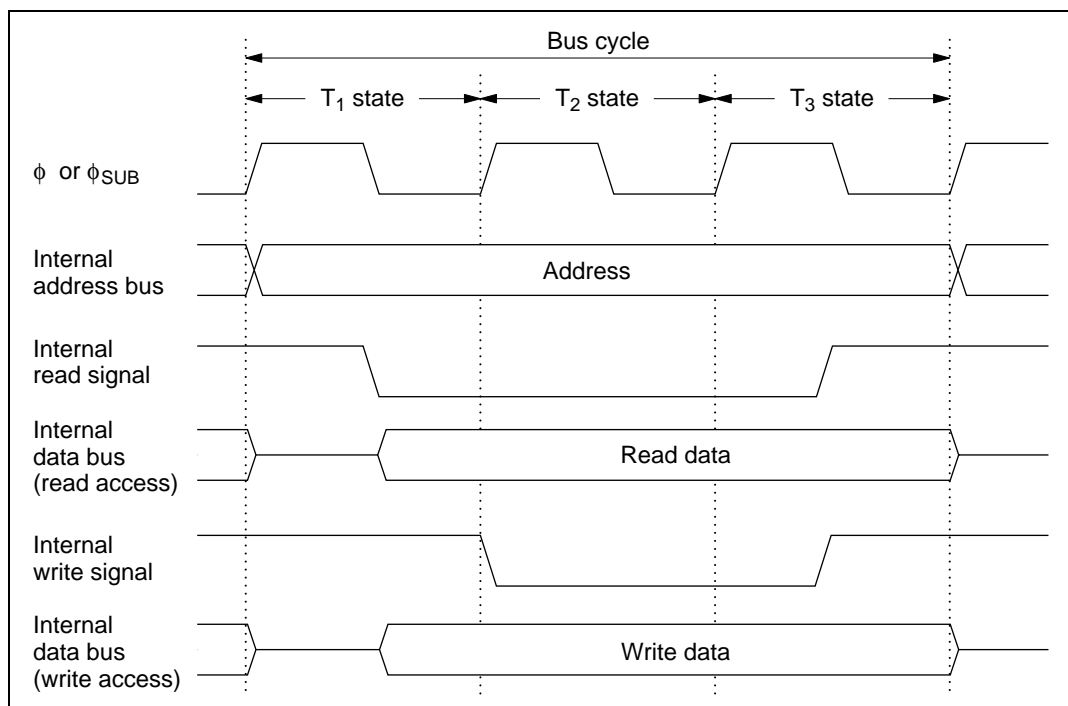 Bus cycle
T₁ state
T₂ state
T₃ state
ϕ or ϕSUB
Internal
address bus
Address
Internal
read signal
Internal
data bus
(read access)
Read data
Internal
write signal
Internal
data bus
(write access)
Write data